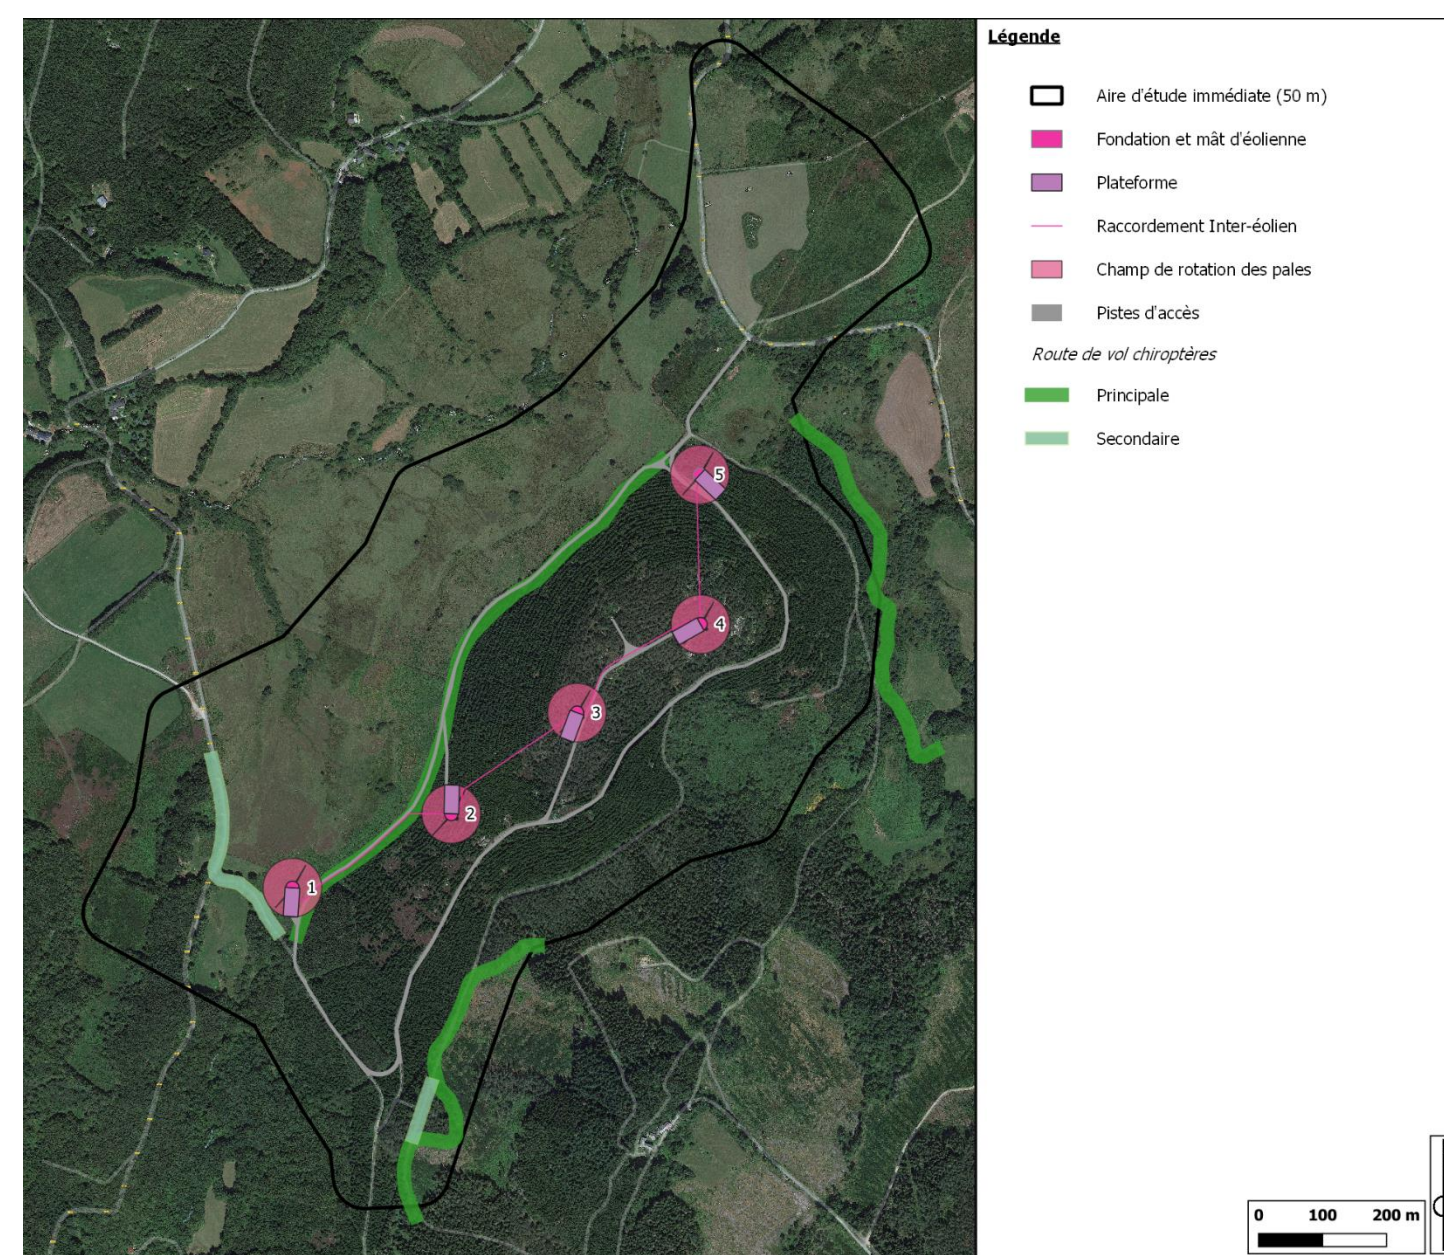 Légende
Aire d'étude immédiate (50 m)
Fondation et mât d'éolienne
Plateforme
Raccordement Inter-éolien
Champ de rotation des pales
Pistes d'accès
Route de vol chiroptères
Principale
Secondaire
5
4
3
2
1
0 100 200 m